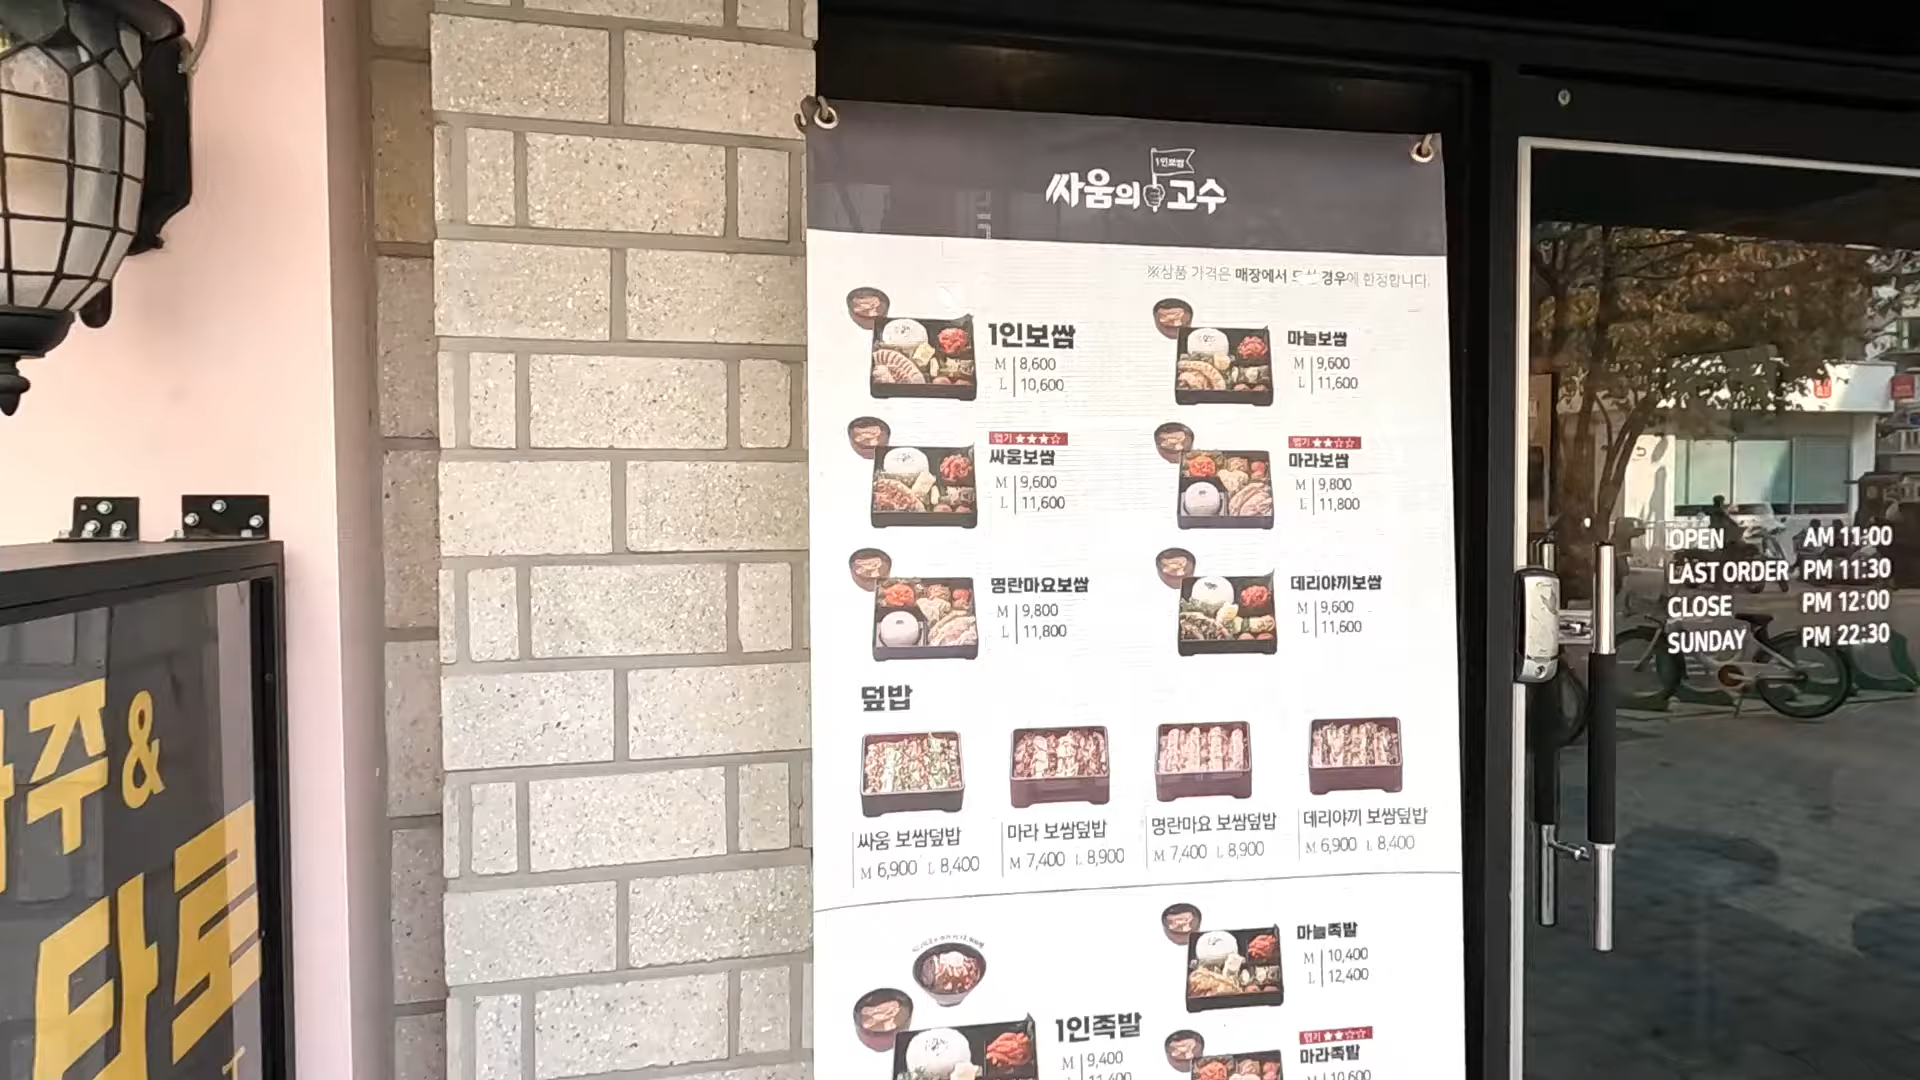 1인보쌈
싸움의고수
※상품 가격은 매장에서 경우에 한정합니다.
1인보쌈
M 8,600
L 10,600
마늘보쌈
M 9,600
L 11,600
맵기 ★★★☆
싸움보쌈
M 9,600
L 11,600
맵기 ★★☆☆
마라보쌈
M 9,800
L 11,800
명란마요보쌈
M 9,800
L 11,800
데리야끼보쌈
M 9,600
L 11,600
덮밥
싸움 보쌈덮밥
M 6,900 L 8,400
마라 보쌈덮밥
M 7,400 L 8,900
명란마요 보쌈덮밥
M 7,400 L 8,900
데리야끼 보쌈덮밥
M 6,900 L 8,400
1인족발
M 9,400
마늘족발
M 10,400
L 12,400
맵기 ★★☆☆
마라족발
M 10,600
OPEN AM 11:00
LAST ORDER PM 11:30
CLOSE PM 12:00
SUNDAY PM 22:30
주&
타로